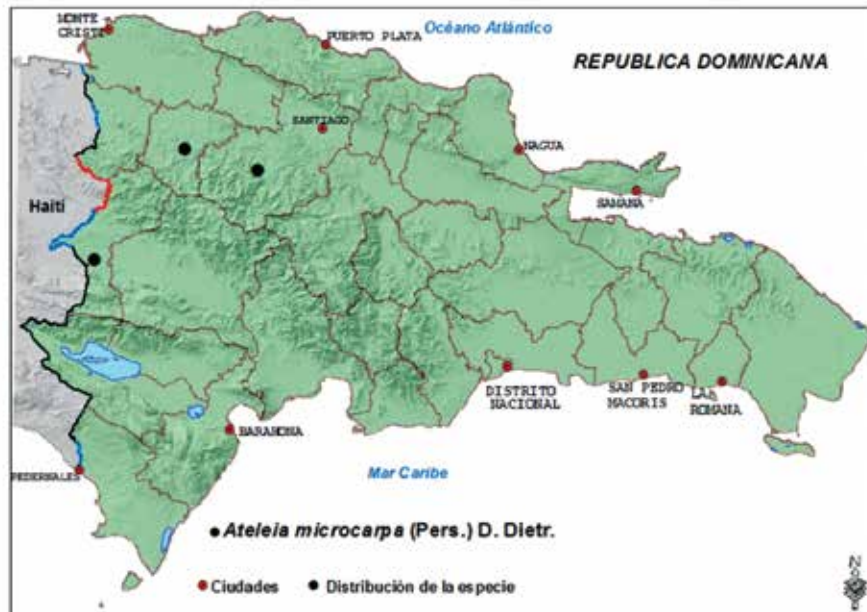 MONTE
CRISTI
PUERTO PLATA
Océano Atlántico
REPUBLICA DOMINICANA
SANTIAGO
NAGUA
SAMANA
Haití
DISTRITO
NACIONAL
SAN PEDRO
MACORIS
LA
ROMANA
BARAHONA
PEDERNALES
Mar Caribe
Ateleia microcarpa (Pers.) D. Dietr.
Ciudades
Distribución de la especie